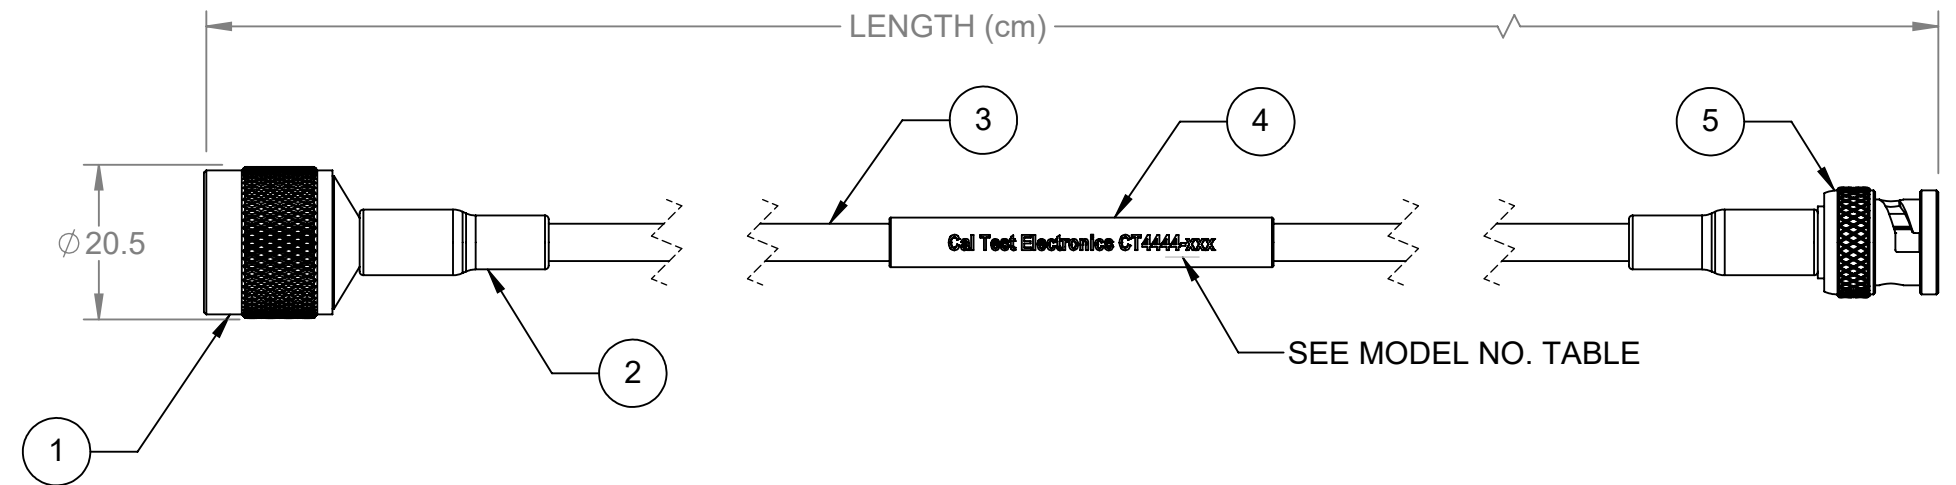 LENGTH (cm)
3
4
5
⌀20.5
Cal Test Electronics CT4444-xxx
SEE MODEL NO. TABLE
2
1